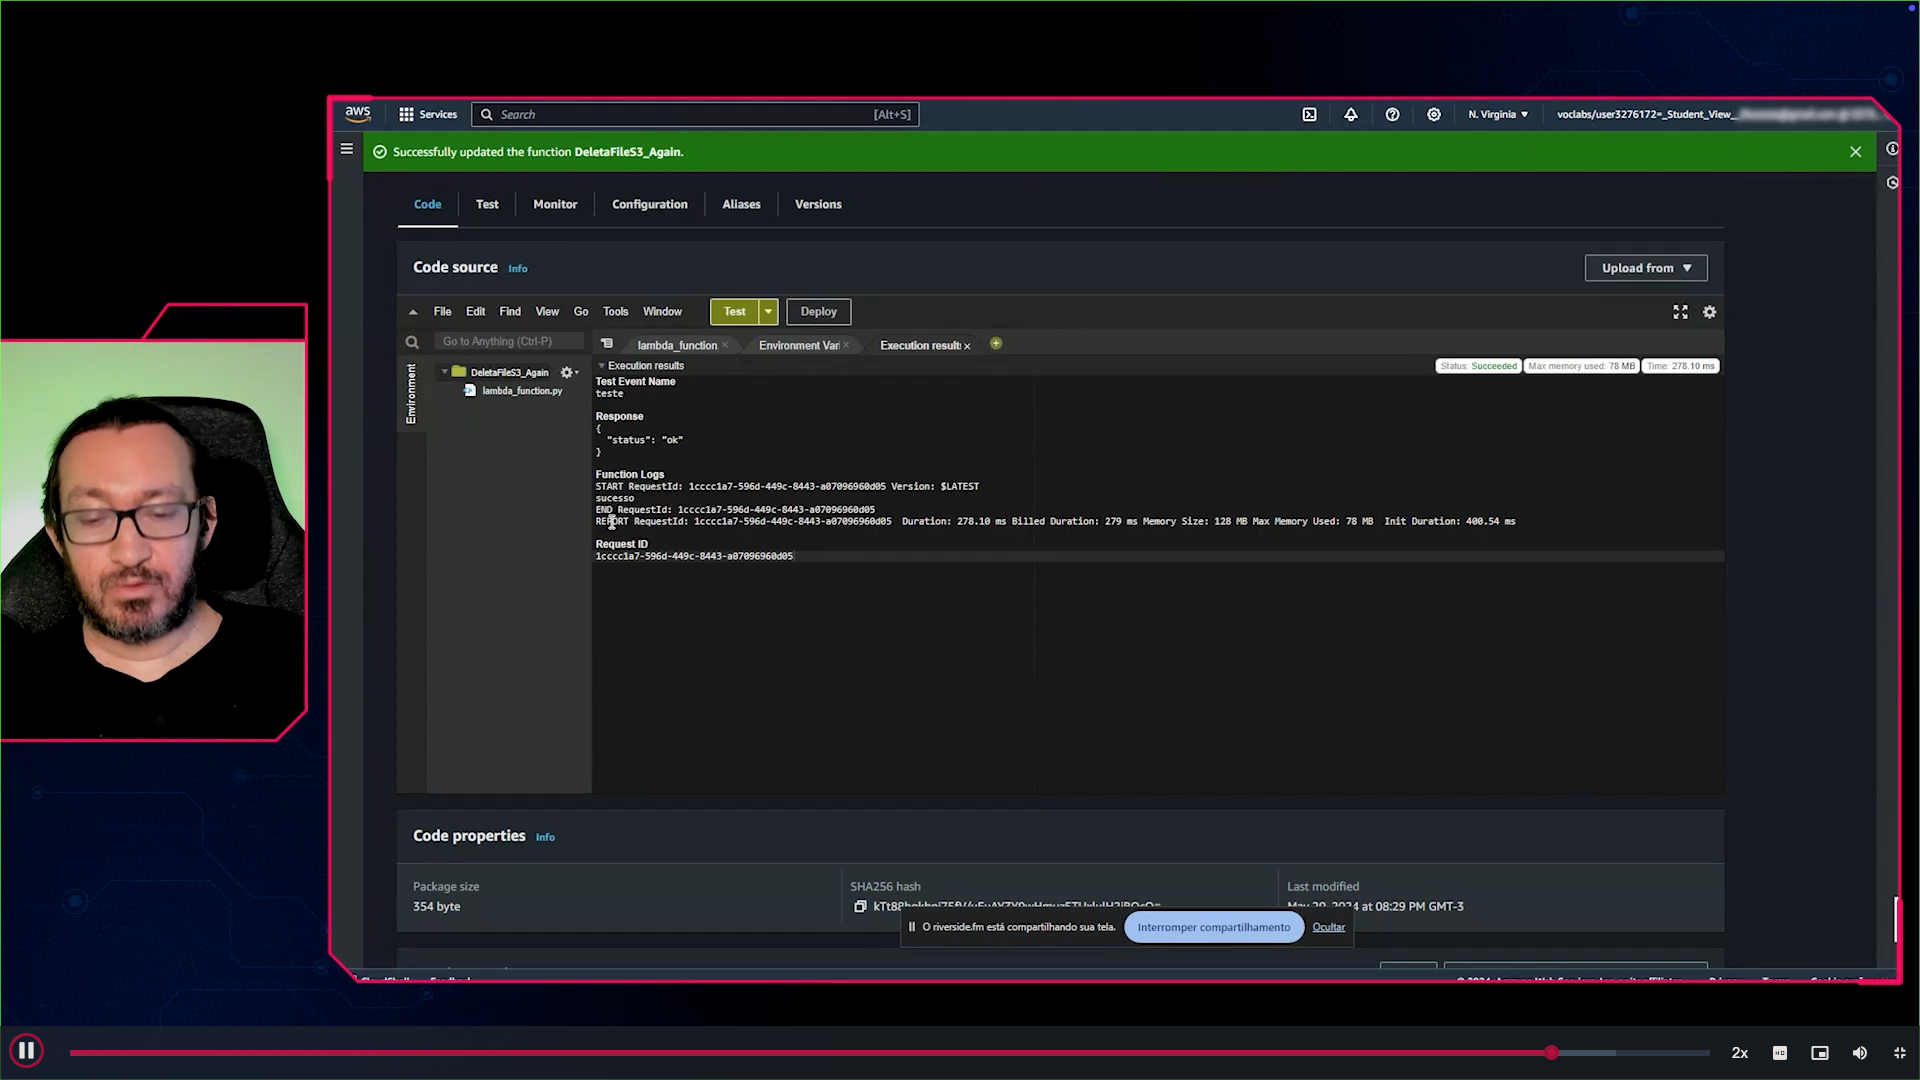 aws
Services
Search
[Alt+S]
N. Virginia
voclabs/user3276172=_Student_View_
Successfully updated the function DeletaFileS3_Again.
Code
Test
Monitor
Configuration
Aliases
Versions
Code source
Info
Upload from
File
Edit
Find
View
Go
Tools
Window
Test
Deploy
Go to Anything (Ctrl-P)
lambda_function
Environment Vari
Execution results
Environment
DeletaFileS3_Again
lambda_function.py
Execution results
Status: Succeeded
Max memory used: 78 MB
Time: 278.10 ms
Test Event Name
teste
Response
{
"status": "ok"
}
Function Logs
START RequestId: 1cccc1a7-596d-449c-8443-a07096960d05 Version: $LATEST
sucesso
END RequestId: 1cccc1a7-596d-449c-8443-a07096960d05
REPORT RequestId: 1cccc1a7-596d-449c-8443-a07096960d05 Duration: 278.10 ms Billed Duration: 279 ms Memory Size: 128 MB Max Memory Used: 78 MB Init Duration: 400.54 ms
Request ID
1cccc1a7-596d-449c-8443-a07096960d05
Code properties
Info
Package size
354 byte
SHA256 hash
Last modified
May 20, 2024 at 08:29 PM GMT-3
O riverside.fm está compartilhando sua tela.
Interromper compartilhamento
Ocultar
2x